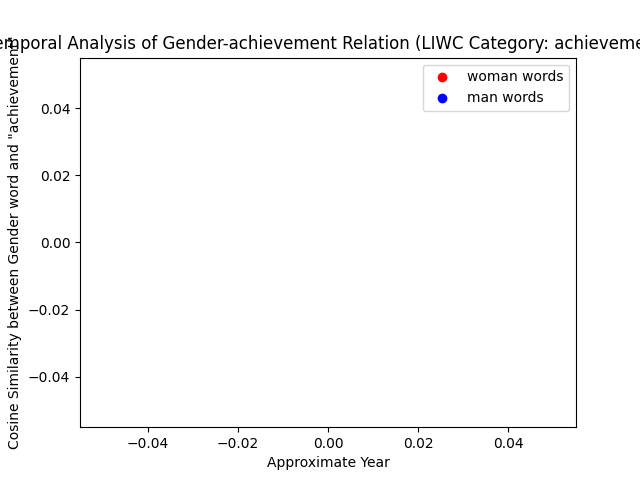 emporal Analysis of Gender-achievement Relation (LIWC Category: achieveme
woman words
man words
Cosine Similarity between Gender word and "achievement"
0.04
0.02
0.00
−0.02
−0.04
−0.04 −0.02 0.00 0.02 0.04
Approximate Year